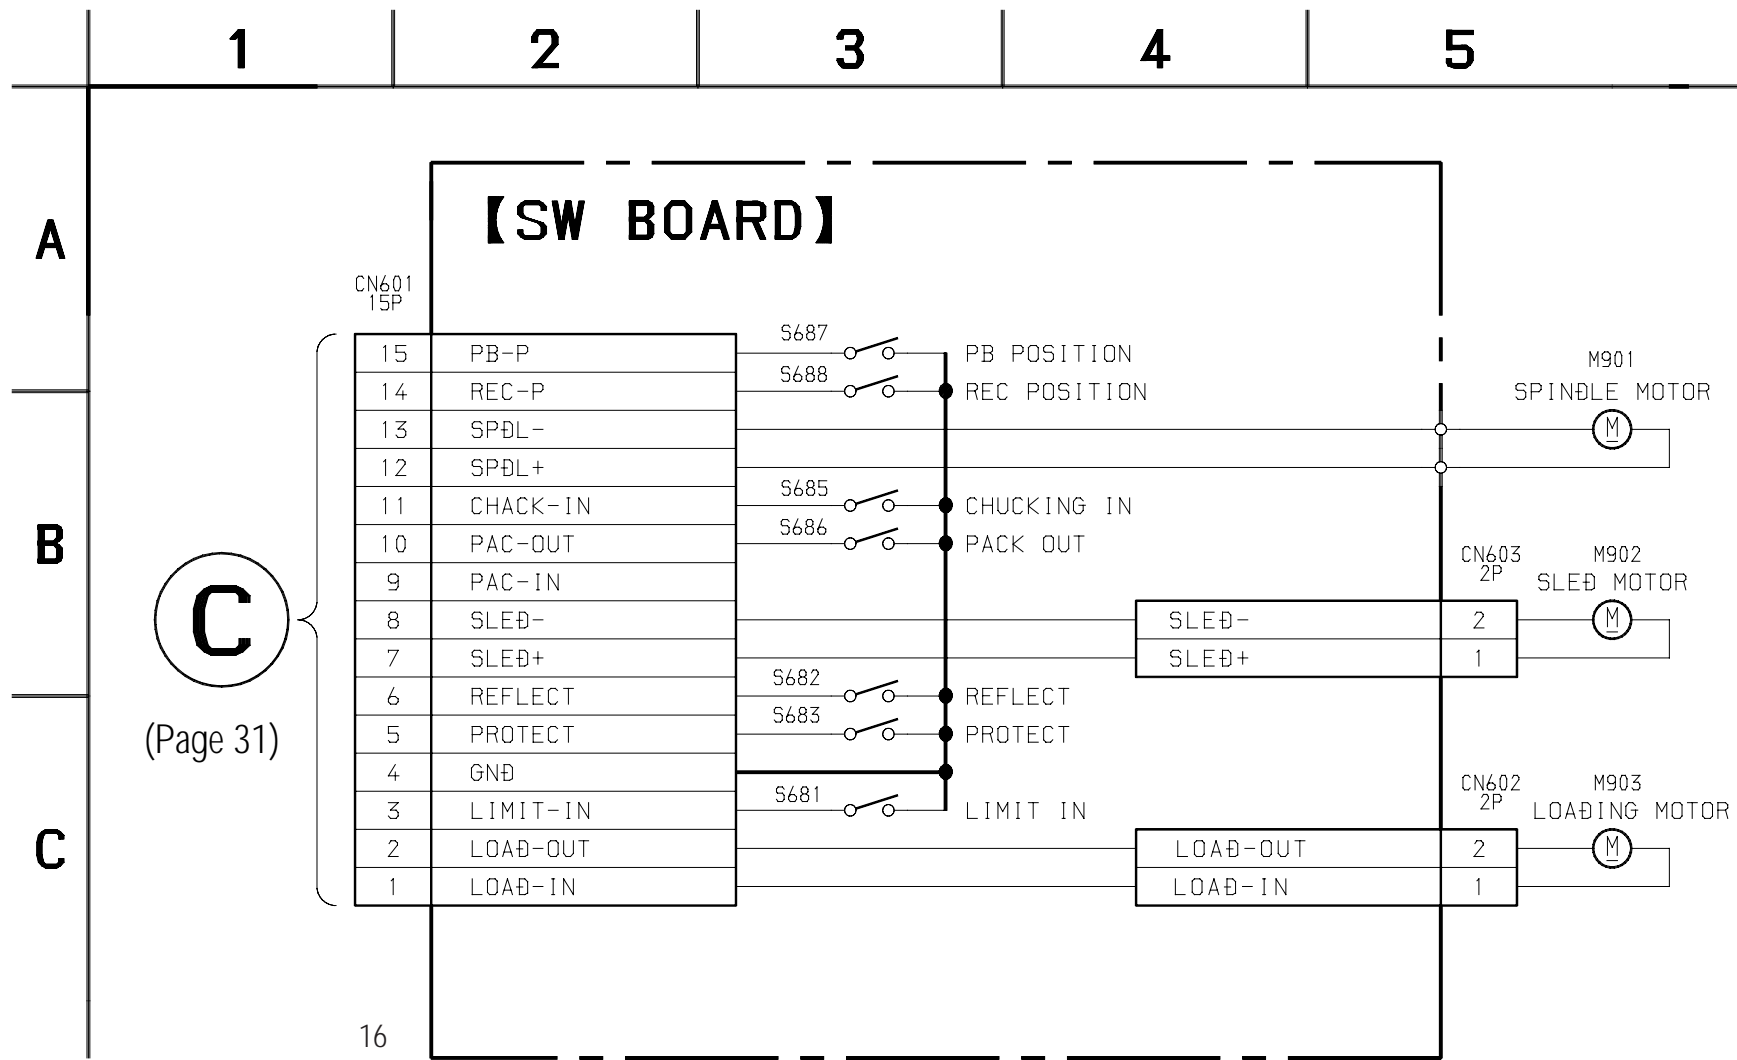 1 2 3 4 5
A
【SW BOARD】
CN601
15P
15 PB-P S687 PB POSITION
M901
14 REC-P S688 REC POSITION SPINDLE MOTOR
13 SPDL- M
12 SPDL+
11 CHACK-IN S685 CHUCKING IN
B
10 PAC-OUT S686 PACK OUT
CN603 M902
2P
9 PAC-IN SLED MOTOR
C
8 SLED- SLED- 2 M
7 SLED+ SLED+ 1
6 REFLECT S682 REFLECT
(Page 31)
5 PROTECT S683 PROTECT
4 GND
CN602 M903
2P
3 LIMIT-IN S681 LIMIT IN LOADING MOTOR
C
2 LOAD-OUT LOAD-OUT 2 M
1 LOAD-IN LOAD-IN 1
16